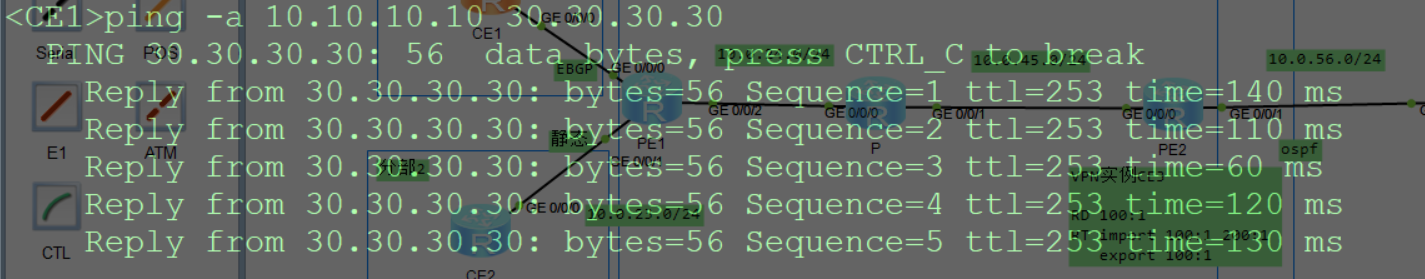 <CE1>ping -a 10.10.10.10 30.30.30.30
PING 30.30.30.30: 56 data bytes, press CTRL_C to break
Reply from 30.30.30.30: bytes=56 Sequence=1 ttl=253 time=140 ms
Reply from 30.30.30.30: bytes=56 Sequence=2 ttl=253 time=110 ms
Reply from 30.30.30.30: bytes=56 Sequence=3 ttl=253 time=60 ms
Reply from 30.30.30.30: bytes=56 Sequence=4 ttl=253 time=120 ms
Reply from 30.30.30.30: bytes=56 Sequence=5 ttl=253 time=130 ms
Serial
POS
E1
ATM
CTL
CE1
GE 0/0/0
EBGP
GE 0/0/0
PE1
GE 0/0/2
静态
GE 0/0/1
外部2
GE 0/0/0
10.0.23.0/24
CE2
GE 0/0/0
P
GE 0/0/1
10.0.45.0/24
GE 0/0/0
PE2
GE 0/0/1
10.0.56.0/24
ospf
VPN实例CE3
RD 100:1
RT import 100:1 200:1
export 100:1